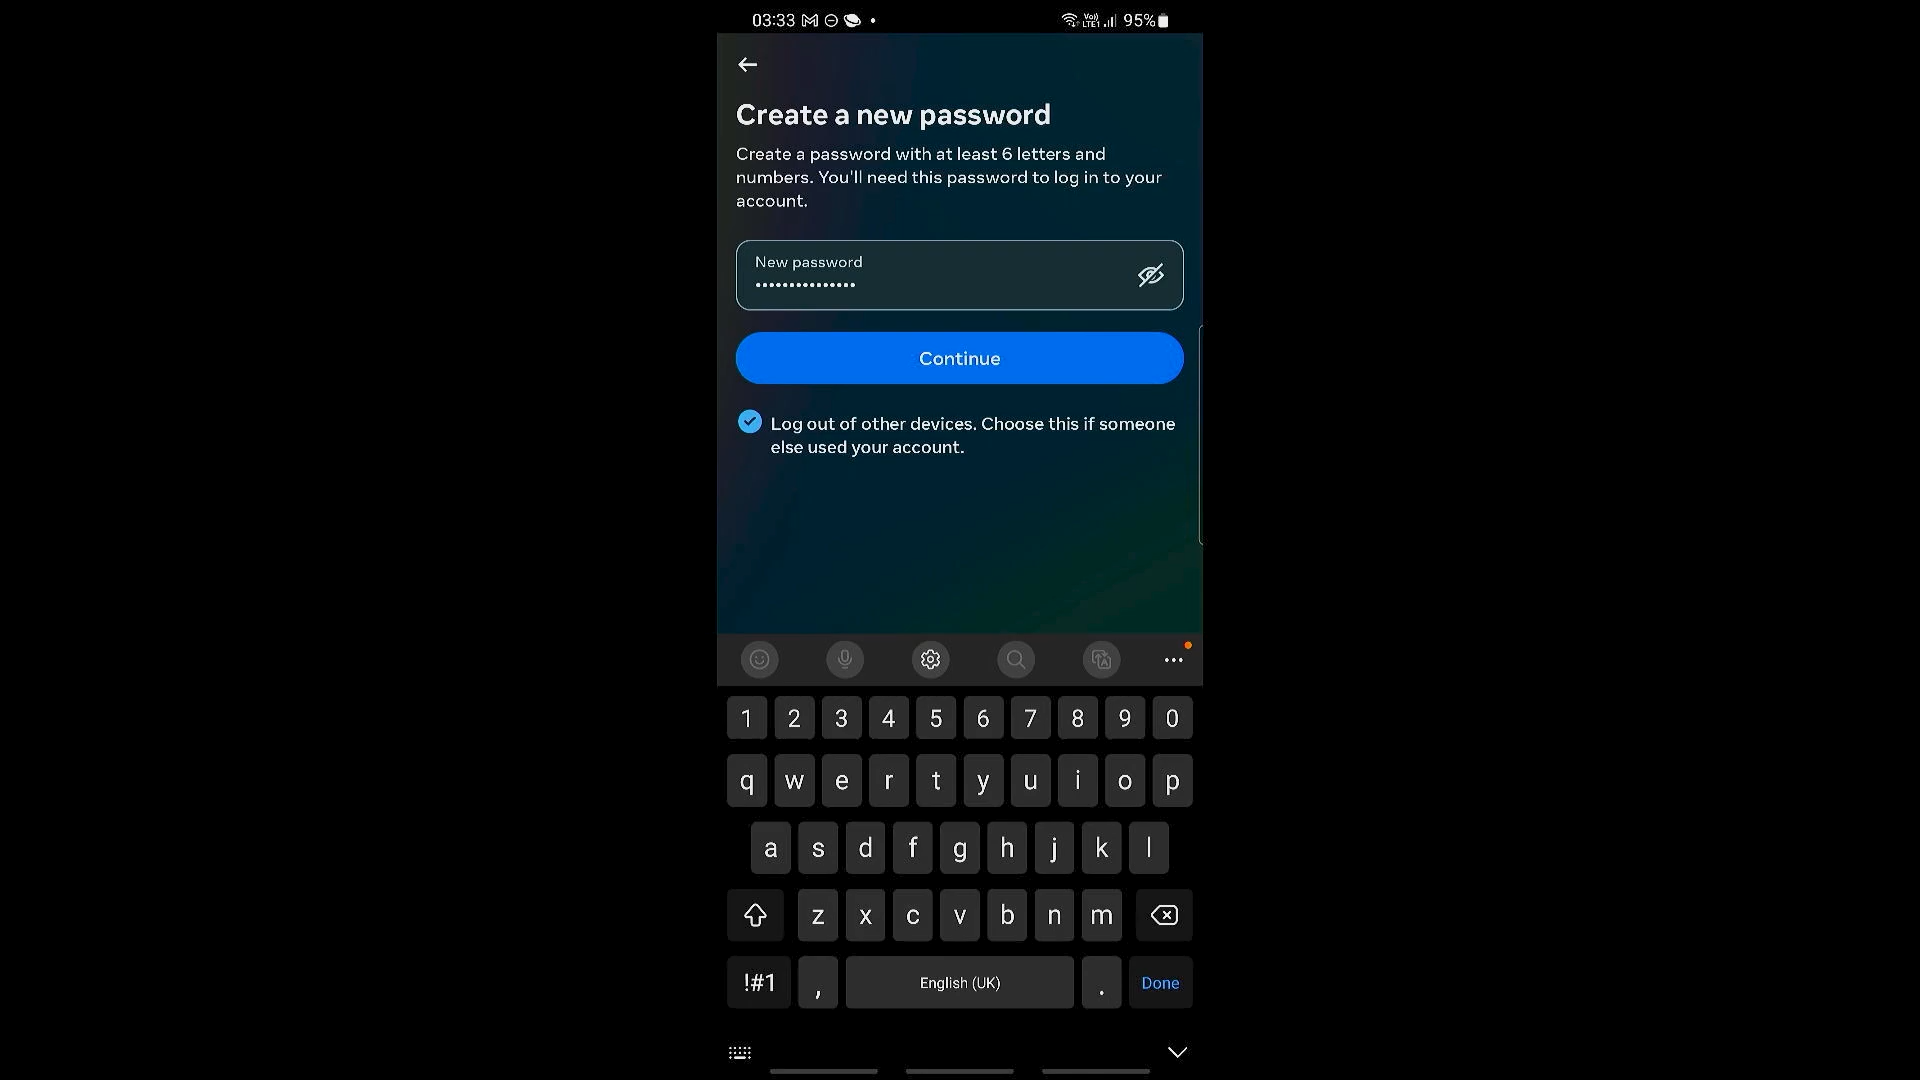 03:33 95%
Vo))
LTE1
Create a new password
Create a password with at least 6 letters and
numbers. You'll need this password to log in to your
account.
New password
•••••••••••••••
Continue
Log out of other devices. Choose this if someone
else used your account.
1 2 3 4 5 6 7 8 9 0
q w e r t y u i o p
a s d f g h j k l
z x c v b n m
!#1 , English (UK) . Done